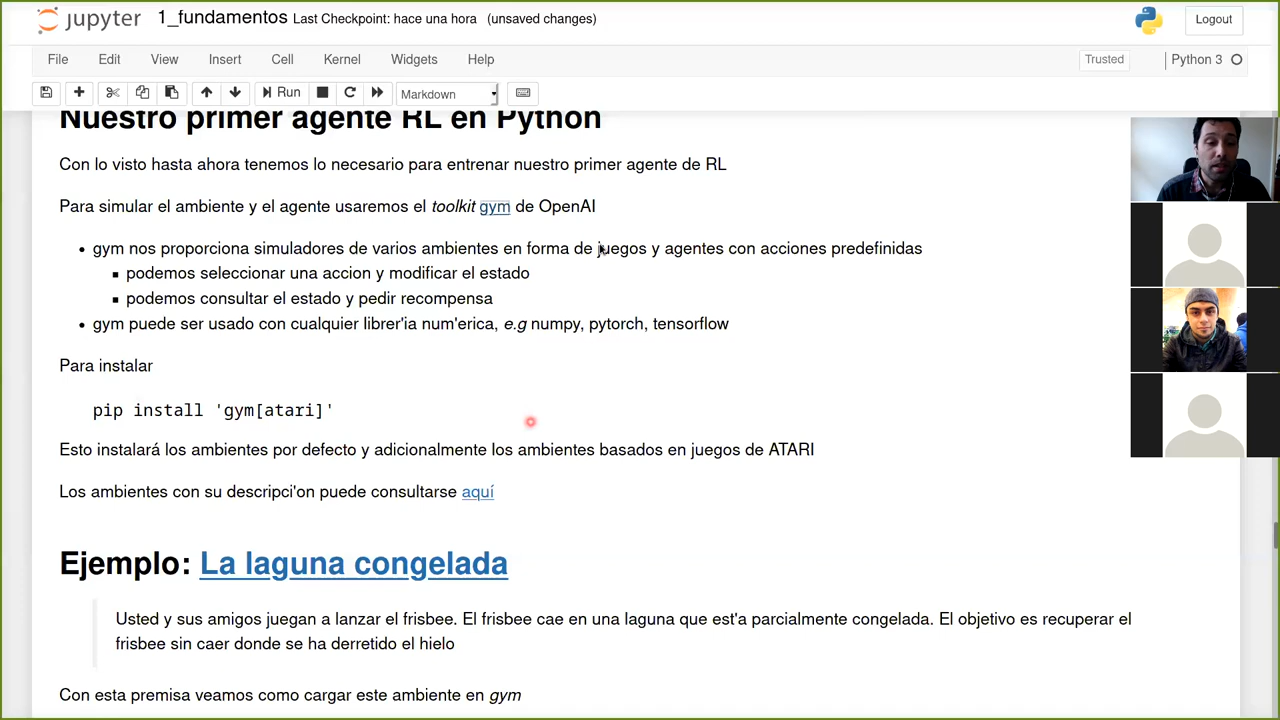 jupyter 1_fundamentos Last Checkpoint: hace una hora (unsaved changes)
Logout
File Edit View Insert Cell Kernel Widgets Help
Trusted
Python 3
Run
Markdown
Nuestro primer agente RL en Python
Con lo visto hasta ahora tenemos lo necesario para entrenar nuestro primer agente de RL
Para simular el ambiente y el agente usaremos el toolkit gym de OpenAI
gym nos proporciona simuladores de varios ambientes en forma de juegos y agentes con acciones predefinidas
podemos seleccionar una accion y modificar el estado
podemos consultar el estado y pedir recompensa
gym puede ser usado con cualquier librer'ia num'erica, e.g numpy, pytorch, tensorflow
Para instalar
pip install 'gym[atari]'
Esto instalará los ambientes por defecto y adicionalmente los ambientes basados en juegos de ATARI
Los ambientes con su descripci'on puede consultarse aquí
Ejemplo: La laguna congelada
Usted y sus amigos juegan a lanzar el frisbee. El frisbee cae en una laguna que est'a parcialmente congelada. El objetivo es recuperar el
frisbee sin caer donde se ha derretido el hielo
Con esta premisa veamos como cargar este ambiente en gym